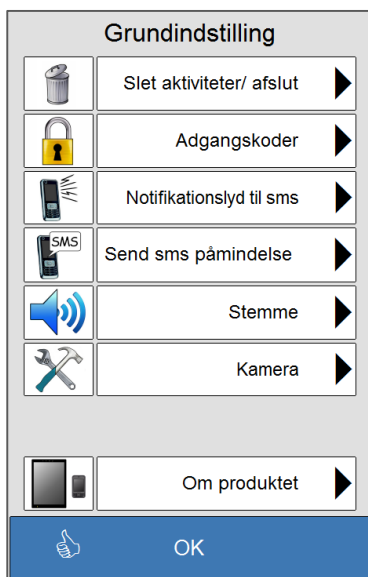 Grundindstilling
Slet aktiviteter/ afslut
Adgangskoder
Notifikationslyd til sms
SMS
Send sms påmindelse
Stemme
Kamera
Om produktet
OK